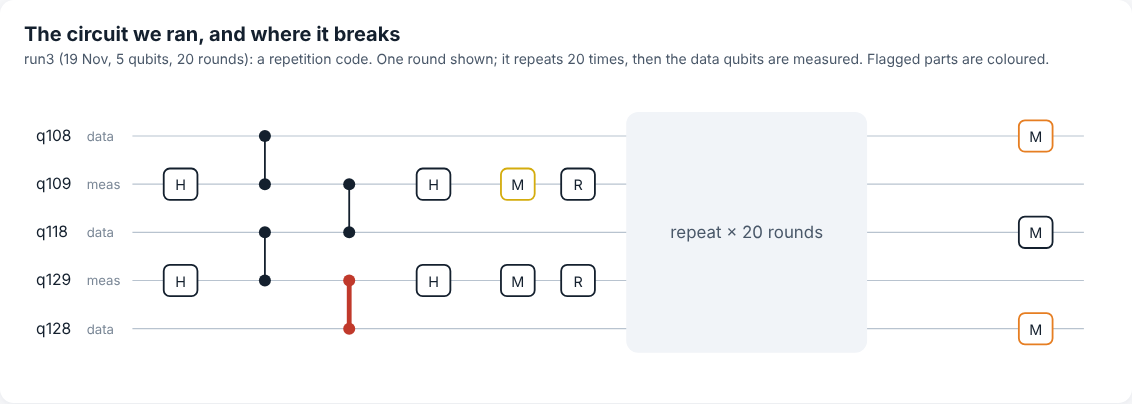 The circuit we ran, and where it breaks
run3 (19 Nov, 5 qubits, 20 rounds): a repetition code. One round shown; it repeats 20 times, then the data qubits are measured. Flagged parts are coloured.
q108 data M
q109 meas H H M R
q118 data repeat × 20 rounds M
q129 meas H H M R
q128 data M